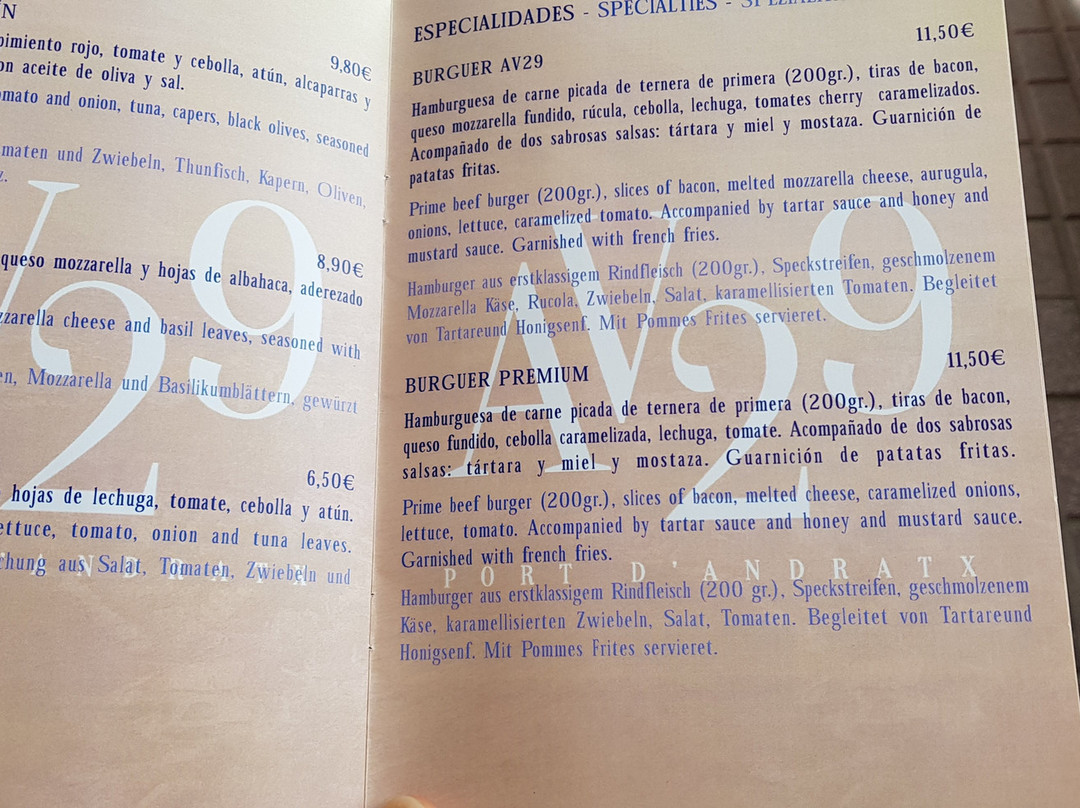 N
pimiento rojo, tomate y cebolla, atún, alcaparras y
9,80€
on aceite de oliva y sal.
omato and onion, tuna, capers, black olives, seasoned
maten und Zwiebeln, Thunfisch, Kapern, Oliven,
z.
8,90€
queso mozzarella y hojas de albahaca, aderezado
zzarella cheese and basil leaves, seasoned with
en, Mozzarella und Basilikumblättern, gewürzt
6,50€
hojas de lechuga, tomate, cebolla y atún.
ettuce, tomato, onion and tuna leaves.
chung aus Salat, Tomaten, Zwiebeln und
V29
ANDRATX
ESPECIALIDADES - SPECIALTIES -
11,50€
BURGUER AV29
Hamburguesa de carne picada de ternera de primera (200gr.), tiras de bacon,
queso mozzarella fundido, rúcula, cebolla, lechuga, tomates cherry caramelizados.
Acompañado de dos sabrosas salsas: tártara y miel y mostaza. Guarnición de
patatas fritas.
Prime beef burger (200gr.), slices of bacon, melted mozzarella cheese, aurugula,
onions, lettuce, caramelized tomato. Accompanied by tartar sauce and honey and
mustard sauce. Garnished with french fries.
Hamburger aus erstklassigem Rindfleisch (200gr.), Speckstreifen, geschmolzenem
Mozzarella Käse, Rucola, Zwiebeln, Salat, karamellisierten Tomaten. Begleitet
von Tartareund Honigsenf. Mit Pommes Frites servieret.
11,50€
BURGUER PREMIUM
Hamburguesa de carne picada de ternera de primera (200gr.), tiras de bacon,
queso fundido, cebolla caramelizada, lechuga, tomate. Acompañado de dos sabrosas
salsas: tártara y miel y mostaza. Guarnición de patatas fritas.
Prime beef burger (200gr.), slices of bacon, melted cheese, caramelized onions,
lettuce, tomato. Accompanied by tartar sauce and honey and mustard sauce.
Garnished with french fries.
Hamburger aus erstklassigem Rindfleisch (200 gr.), Speckstreifen, geschmolzenem
Käse, karamellisierten Zwiebeln, Salat, Tomaten. Begleitet von Tartareund
Honigsenf. Mit Pommes Frites servieret.
AV29
PORT D'ANDRATX